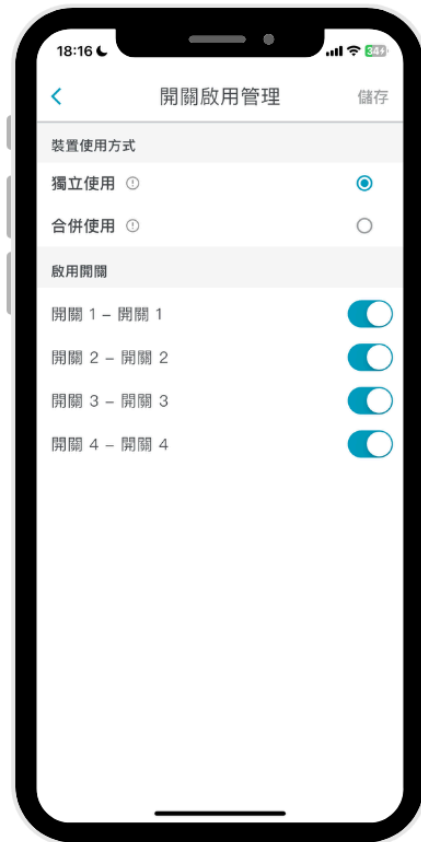 18:16
34
開關啟用管理
儲存
裝置使用方式
獨立使用
合併使用
啟用開關
開關 1 – 開關 1
開關 2 – 開關 2
開關 3 – 開關 3
開關 4 – 開關 4